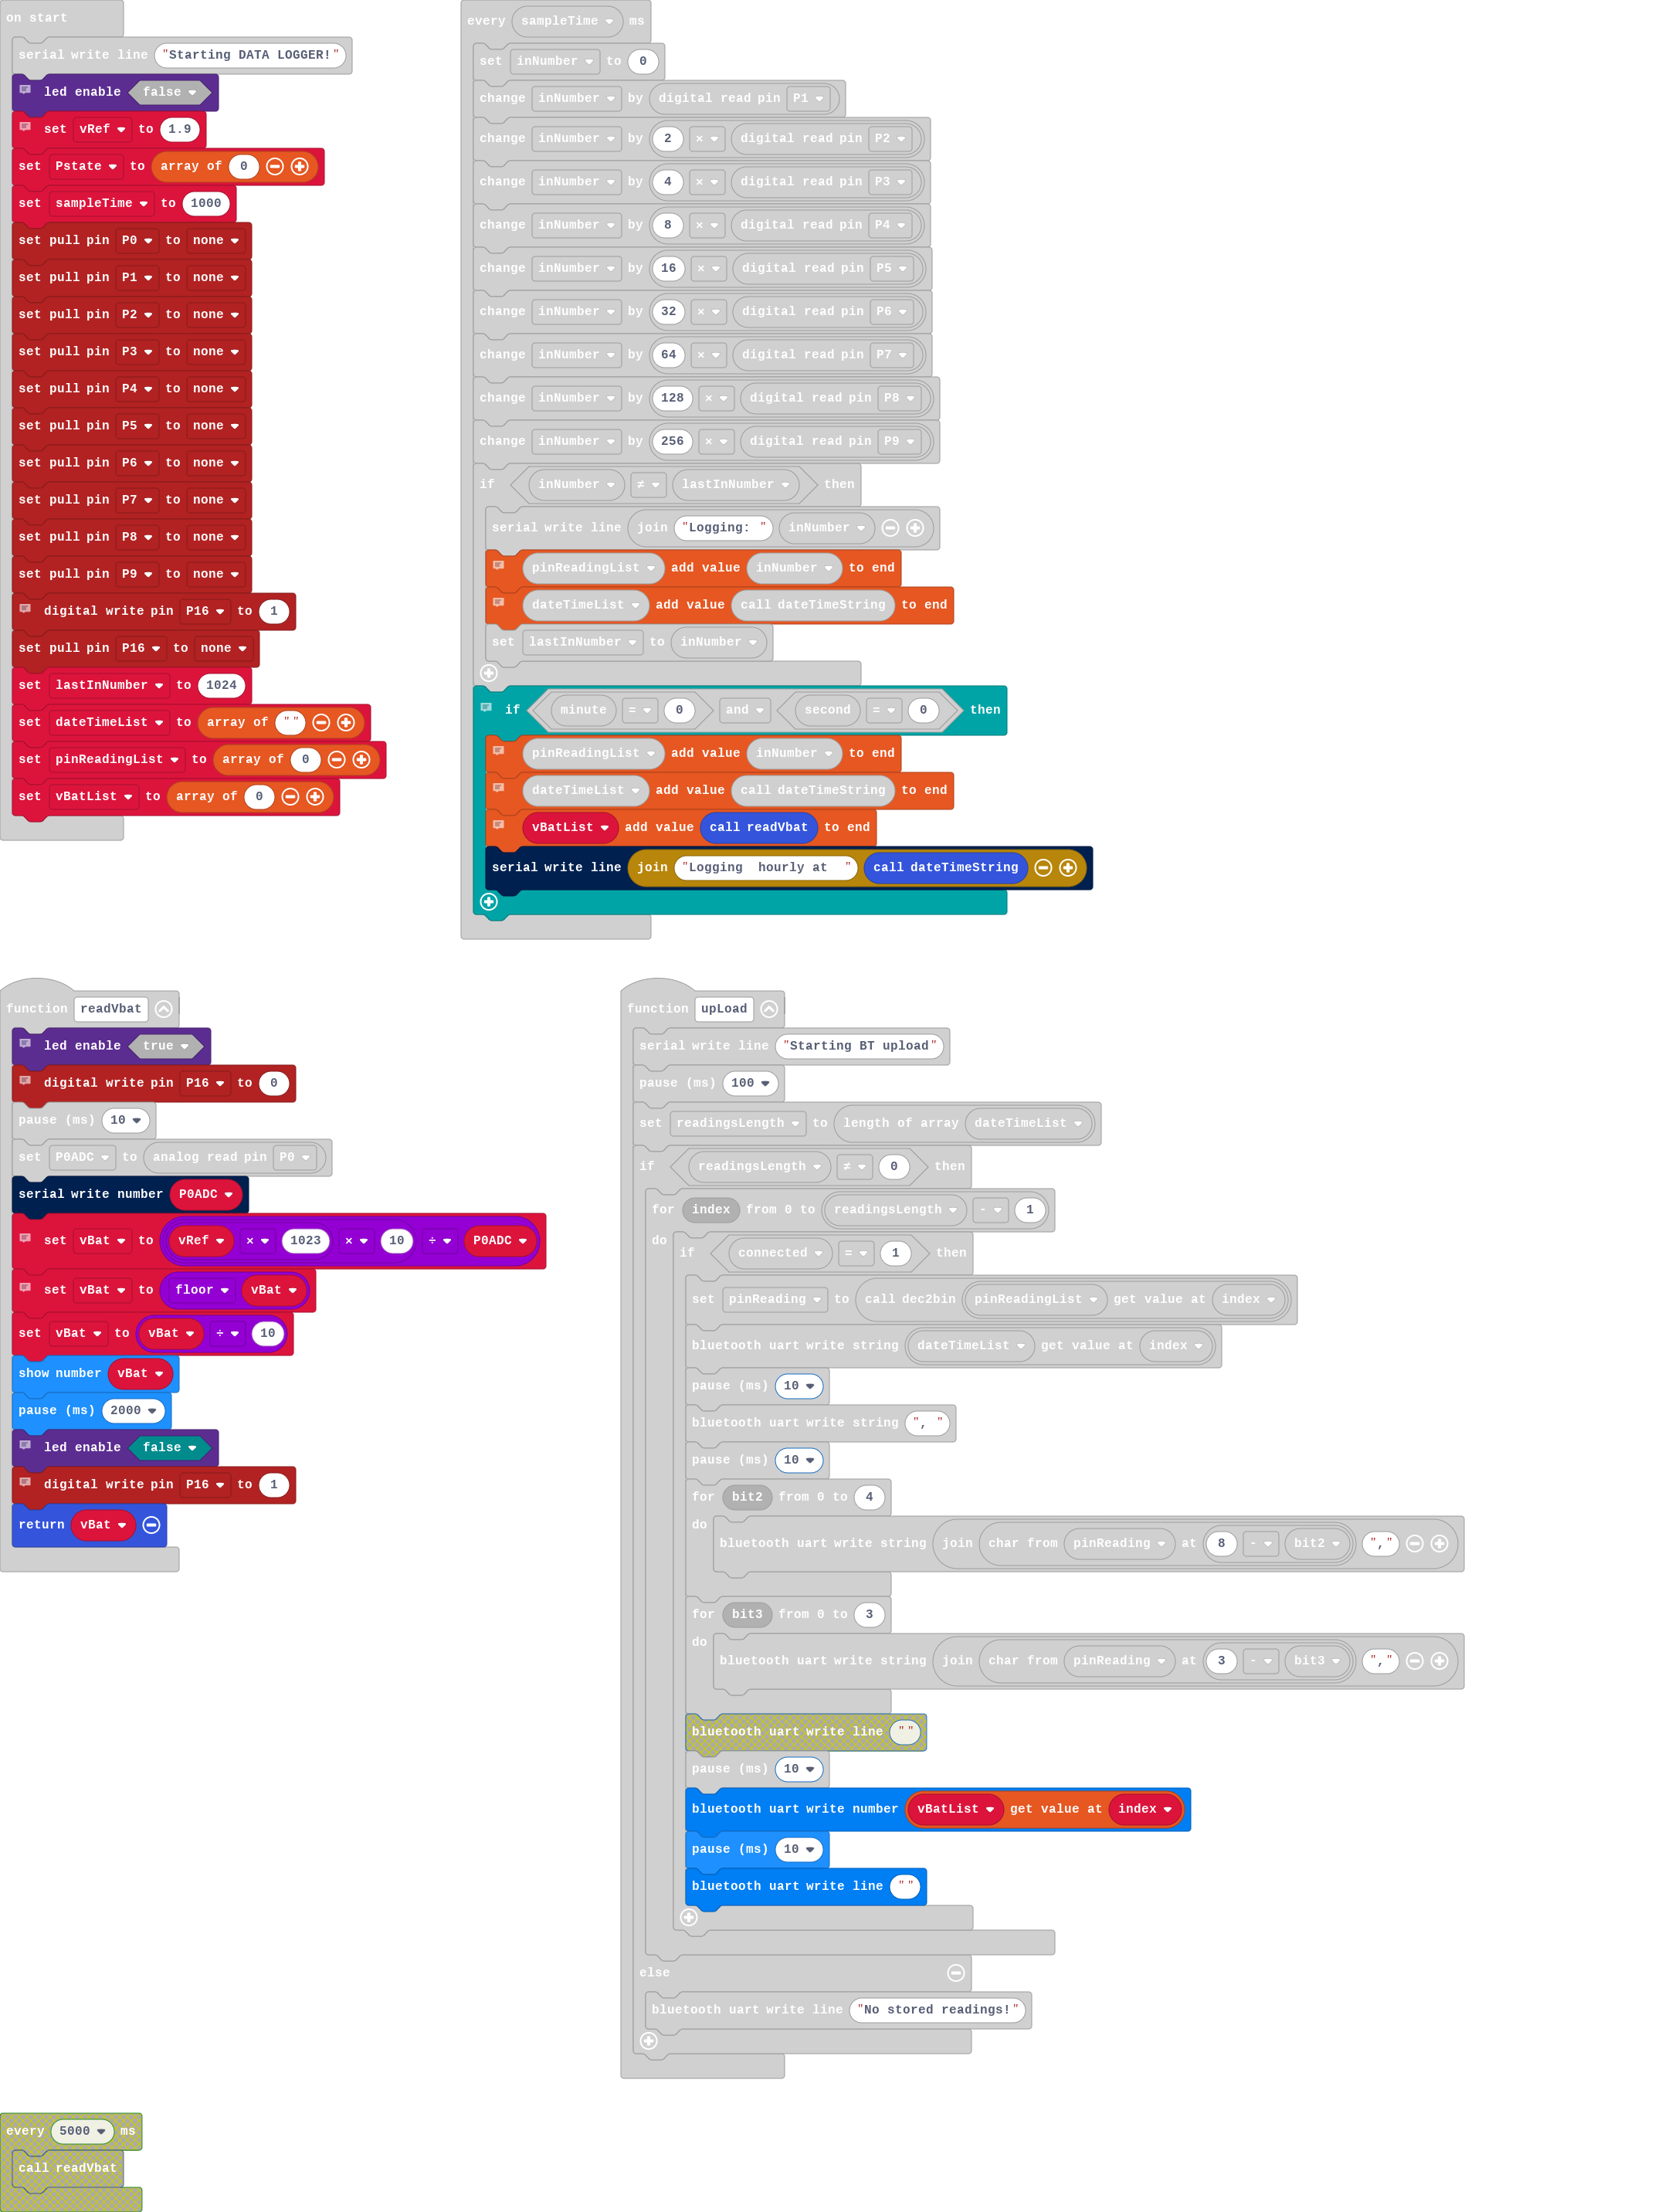 on start
serial write line "Starting DATA LOGGER!"
led enable false
set vRef to 1.9
set Pstate to array of 0
set sampleTime to 1000
set pull pin P0 to none
set pull pin P1 to none
set pull pin P2 to none
set pull pin P3 to none
set pull pin P4 to none
set pull pin P5 to none
set pull pin P6 to none
set pull pin P7 to none
set pull pin P8 to none
set pull pin P9 to none
digital write pin P16 to 1
set pull pin P16 to none
set lastInNumber to 1024
set dateTimeList to array of ""
set pinReadingList to array of 0
set vBatList to array of 0
every sampleTime ms
set inNumber to 0
change inNumber by digital read pin P1
change inNumber by 2 × digital read pin P2
change inNumber by 4 × digital read pin P3
change inNumber by 8 × digital read pin P4
change inNumber by 16 × digital read pin P5
change inNumber by 32 × digital read pin P6
change inNumber by 64 × digital read pin P7
change inNumber by 128 × digital read pin P8
change inNumber by 256 × digital read pin P9
if inNumber ≠ lastInNumber then
serial write line join "Logging: " inNumber
pinReadingList add value inNumber to end
dateTimeList add value call dateTimeString to end
set lastInNumber to inNumber
if minute = 0 and second = 0 then
pinReadingList add value inNumber to end
dateTimeList add value call dateTimeString to end
vBatList add value call readVbat to end
serial write line join "Logging  hourly at  " call dateTimeString
function readVbat
led enable true
digital write pin P16 to 0
pause (ms) 10
set P0ADC to analog read pin P0
serial write number P0ADC
set vBat to vRef × 1023 × 10 ÷ P0ADC
set vBat to floor vBat
set vBat to vBat ÷ 10
show number vBat
pause (ms) 2000
led enable false
digital write pin P16 to 1
return vBat
function upLoad
serial write line "Starting BT upload"
pause (ms) 100
set readingsLength to length of array dateTimeList
if readingsLength ≠ 0 then
for index from 0 to readingsLength - 1
do if connected = 1 then
set pinReading to call dec2bin pinReadingList get value at index
bluetooth uart write string dateTimeList get value at index
pause (ms) 10
bluetooth uart write string ", "
pause (ms) 10
for bit2 from 0 to 4
do bluetooth uart write string join char from pinReading at 8 - bit2 ","
for bit3 from 0 to 3
do bluetooth uart write string join char from pinReading at 3 - bit3 ","
bluetooth uart write line ""
pause (ms) 10
bluetooth uart write number vBatList get value at index
pause (ms) 10
bluetooth uart write line ""
else
bluetooth uart write line "No stored readings!"
every 5000 ms
call readVbat